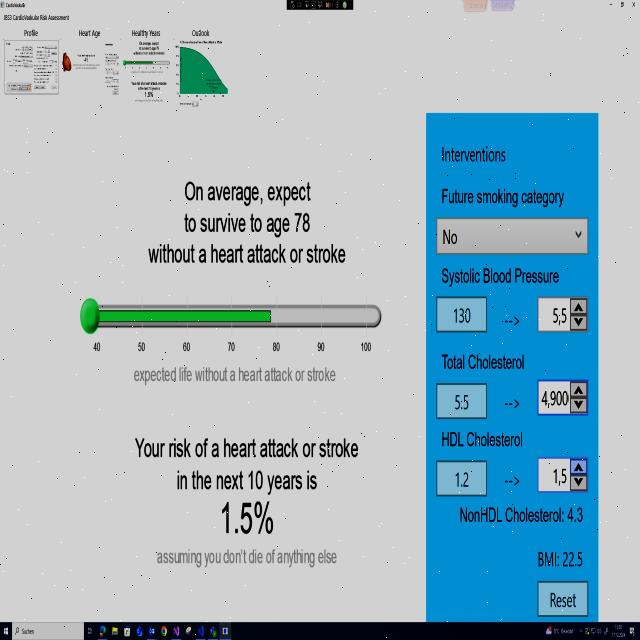 JBS3 CardioVascular Risk Assessment
Profile
Heart Age
Healthy Years
Outlook
On average, expect
to survive to age 78
without a heart attack or stroke
40 50 60 70 80 90 100
expected life without a heart attack or stroke
Your risk of a heart attack or stroke
in the next 10 years is
1.5%
assuming you don't die of anything else
Interventions
Future smoking category
No
Systolic Blood Pressure
130 --> 5,5
Total Cholesterol
5.5 --> 4,900
HDL Cholesterol
1.2 --> 1,5
NonHDL Cholesterol: 4.3
BMI: 22.5
Reset
Suchen